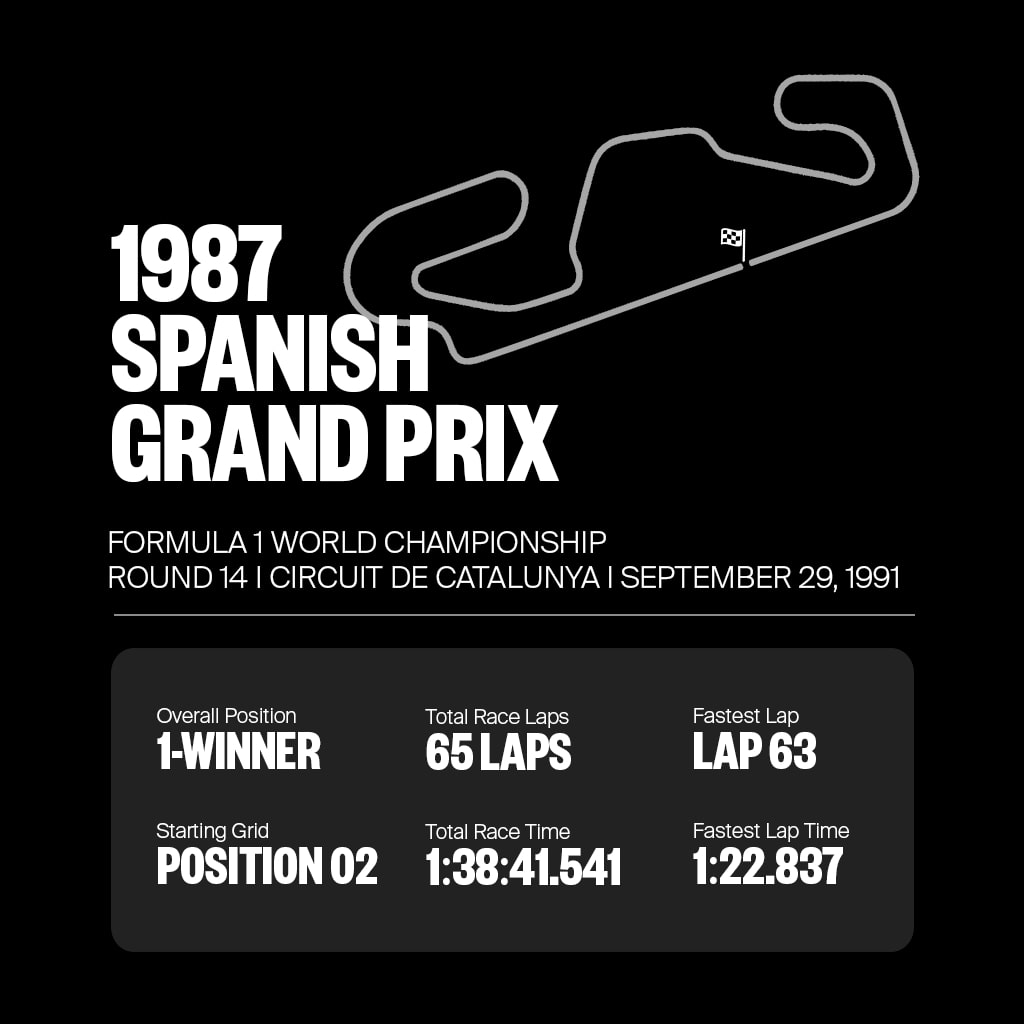 1987
SPANISH
GRAND PRIX
FORMULA 1 WORLD CHAMPIONSHIP
ROUND 14 | CIRCUIT DE CATALUNYA | SEPTEMBER 29, 1991
Overall Position
1-WINNER
Total Race Laps
65 LAPS
Fastest Lap
LAP 63
Starting Grid
POSITION 02
Total Race Time
1:38:41.541
Fastest Lap Time
1:22.837